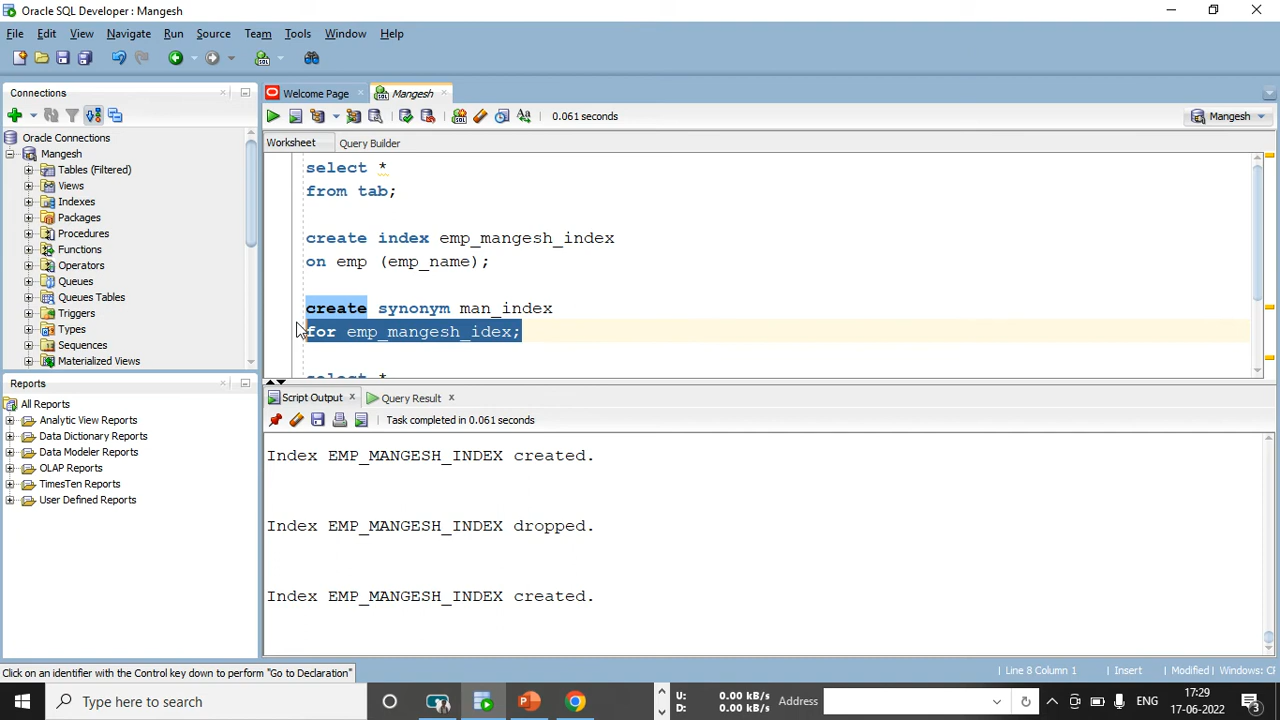 Oracle SQL Developer : Mangesh
File Edit View Navigate Run Source Team Tools Window Help
Connections
Oracle Connections
Mangesh
Tables (Filtered)
Views
Indexes
Packages
Procedures
Functions
Operators
Queues
Queues Tables
Triggers
Types
Sequences
Materialized Views
Reports
All Reports
Analytic View Reports
Data Dictionary Reports
Data Modeler Reports
OLAP Reports
TimesTen Reports
User Defined Reports
Welcome Page Mangesh
SQL 0.061 seconds Mangesh
Worksheet Query Builder
select *
from tab;
create index emp_mangesh_index
on emp (emp_name);
create synonym man_index
for emp_mangesh_idex;
select *
Script Output Query Result
Task completed in 0.061 seconds
Index EMP_MANGESH_INDEX created.
Index EMP_MANGESH_INDEX dropped.
Index EMP_MANGESH_INDEX created.
Click on an identifier with the Control key down to perform "Go to Declaration"
Line 8 Column 1 Insert Modified Windows: CF
Type here to search
U: 0.00 kB/s
D: 0.00 kB/s
Address
ENG
17:29
17-06-2022
3